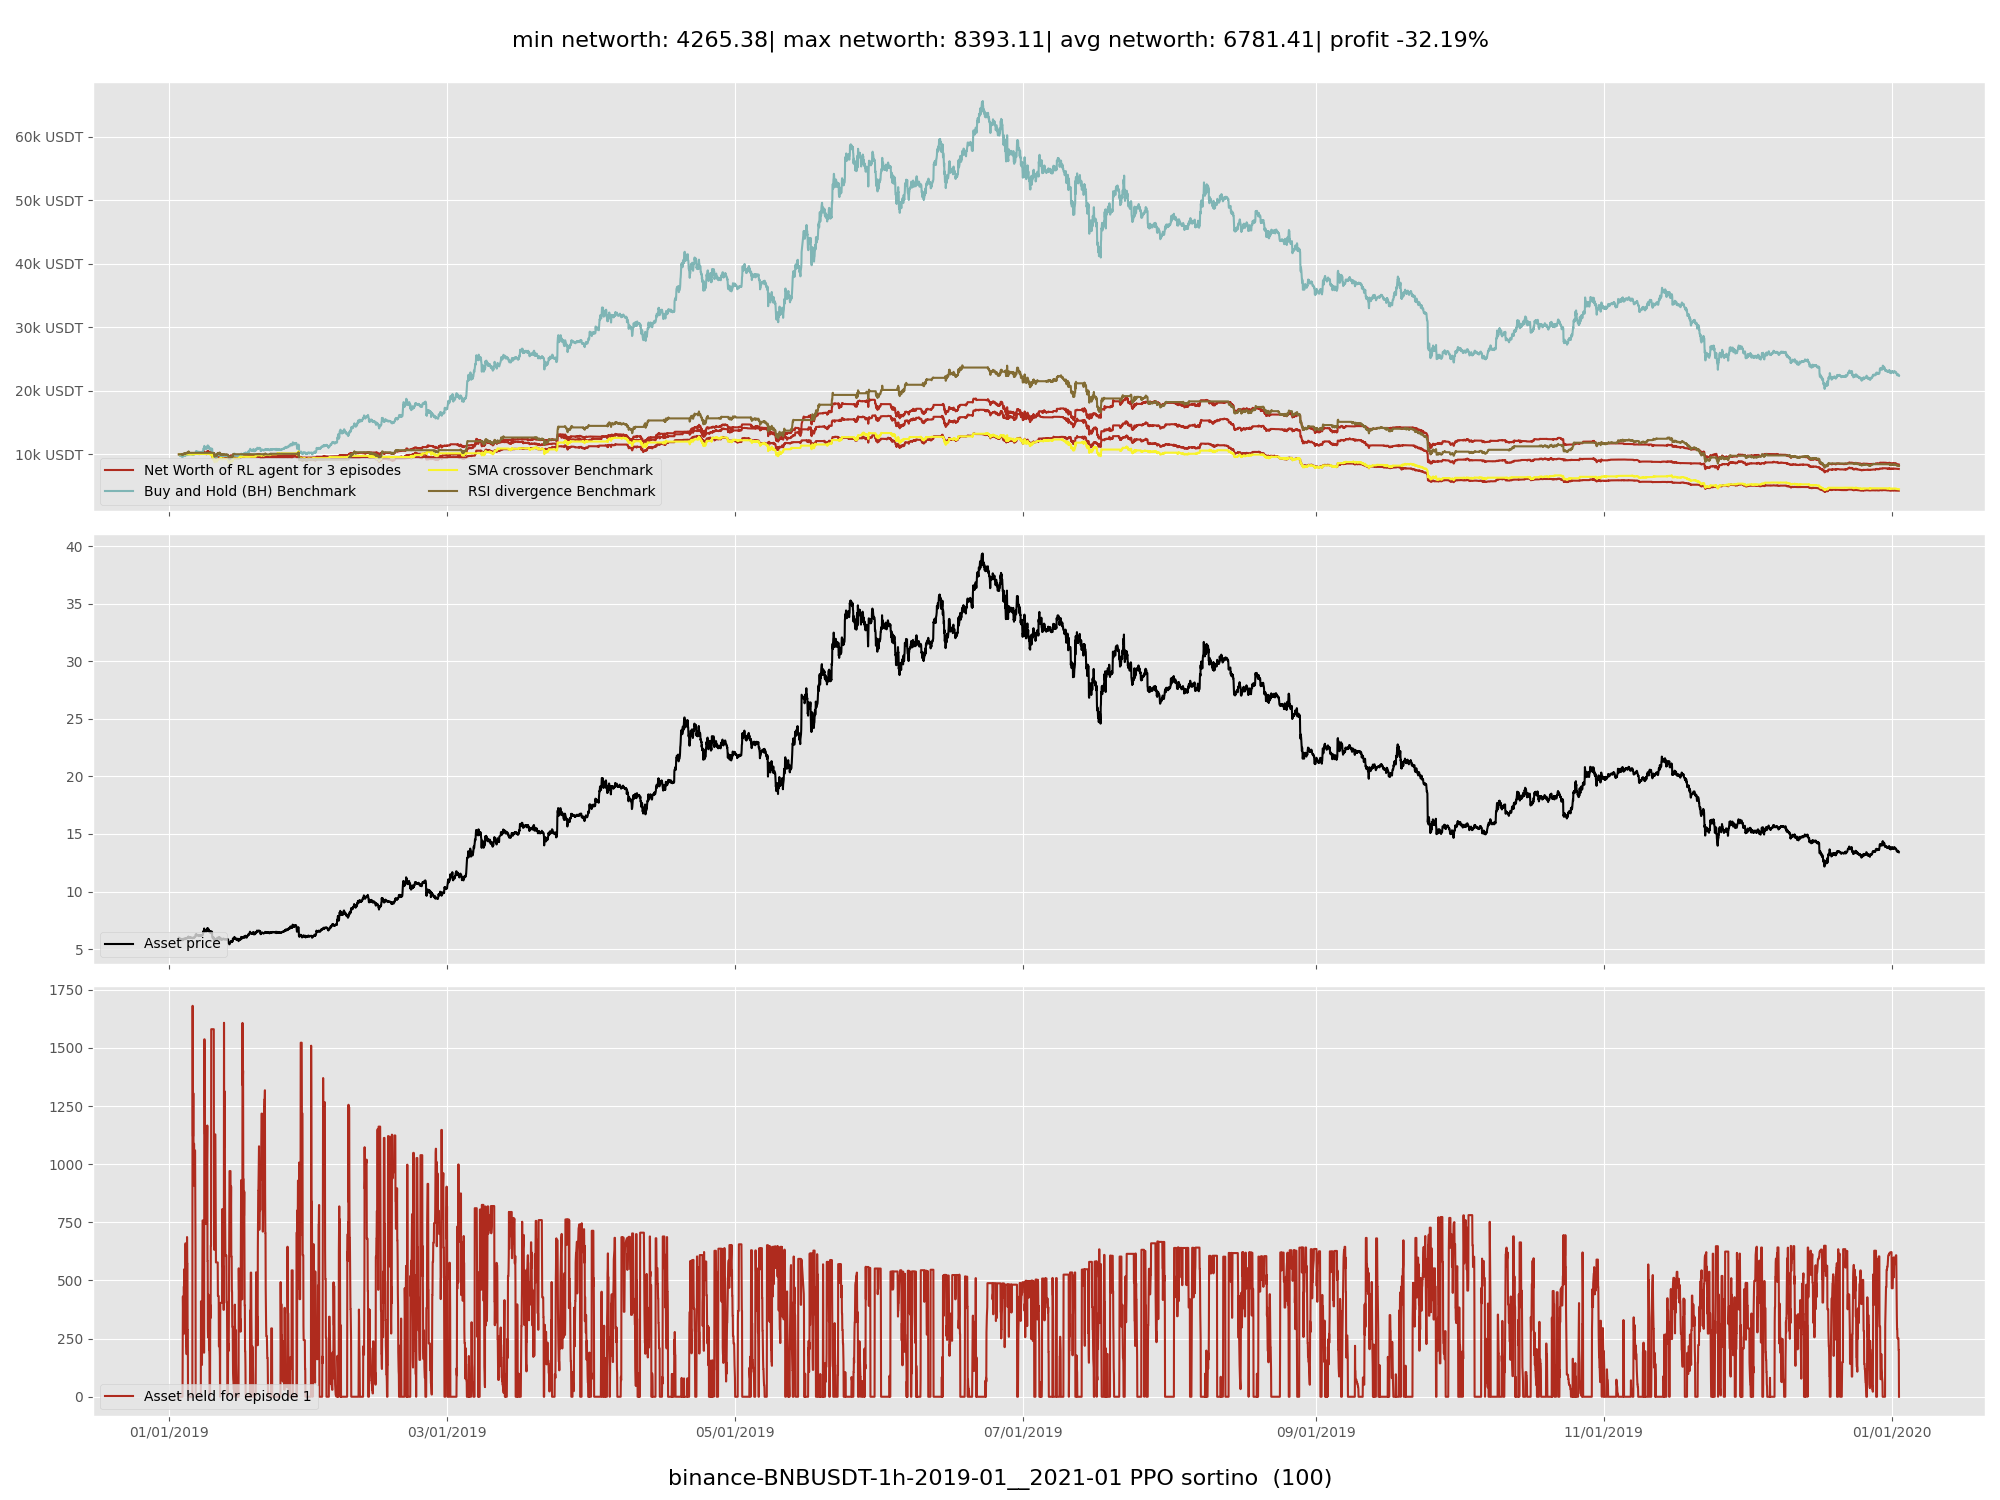 min networth: 4265.38| max networth: 8393.11| avg networth: 6781.41| profit -32.19%
60k USDT
50k USDT
40k USDT
30k USDT
20k USDT
10k USDT
Net Worth of RL agent for 3 episodes
Buy and Hold (BH) Benchmark
SMA crossover Benchmark
RSI divergence Benchmark
40
35
30
25
20
15
10
5
Asset price
1750
1500
1250
1000
750
500
250
0
Asset held for episode 1
01/01/2019 03/01/2019 05/01/2019 07/01/2019 09/01/2019 11/01/2019 01/01/2020
binance-BNBUSDT-1h-2019-01__2021-01 PPO sortino (100)